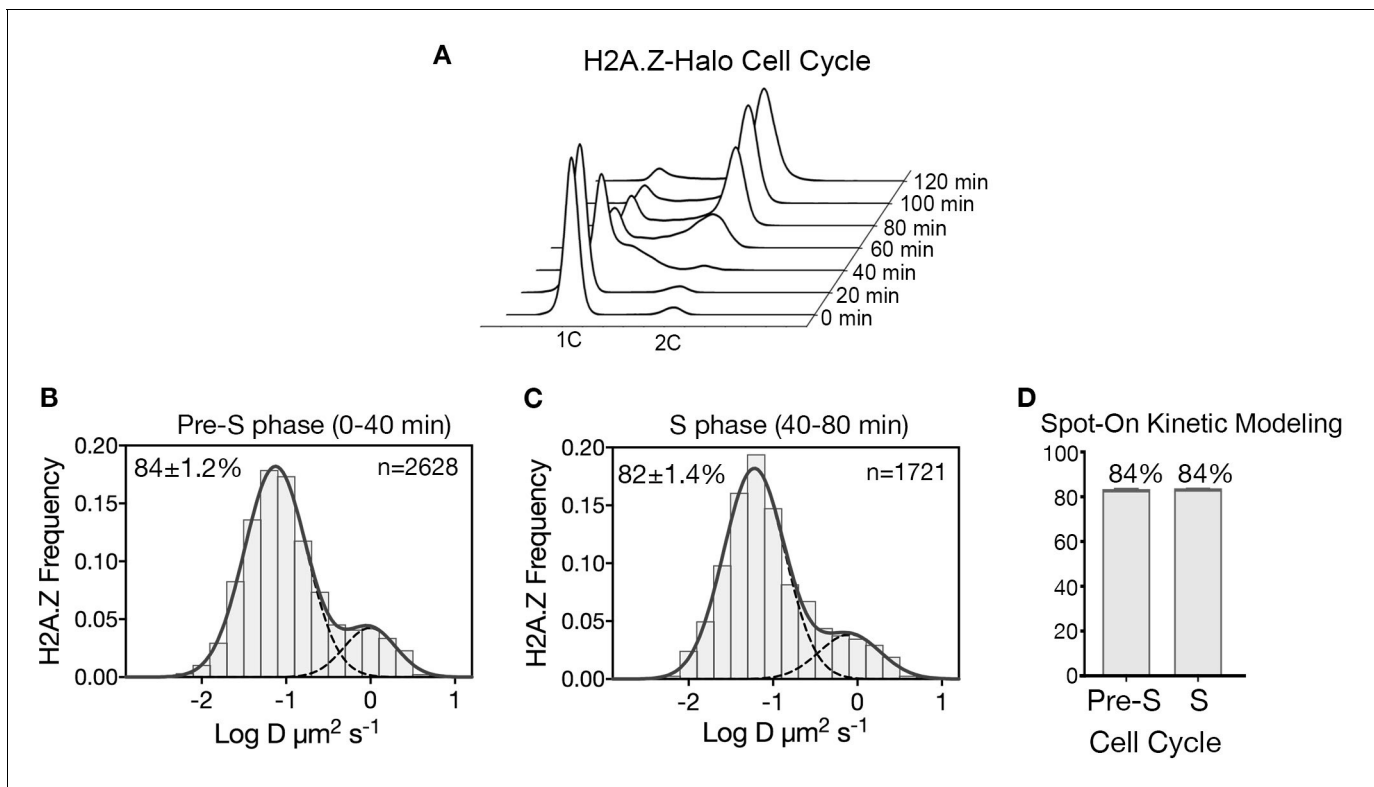 A
H2A.Z-Halo Cell Cycle
120 min
100 min
80 min
60 min
40 min
20 min
0 min
1C
2C
B
Pre-S phase (0-40 min)
84±1.2%
n=2628
0.20
0.15
0.10
0.05
0.00
H2A.Z Frequency
-2
-1
0
1
Log D µm² s⁻¹
C
S phase (40-80 min)
82±1.4%
n=1721
0.20
0.15
0.10
0.05
0.00
H2A.Z Frequency
-2
-1
0
1
Log D µm² s⁻¹
D
Spot-On Kinetic Modeling
100
80
60
40
20
0
84%
84%
Pre-S
S
Cell Cycle